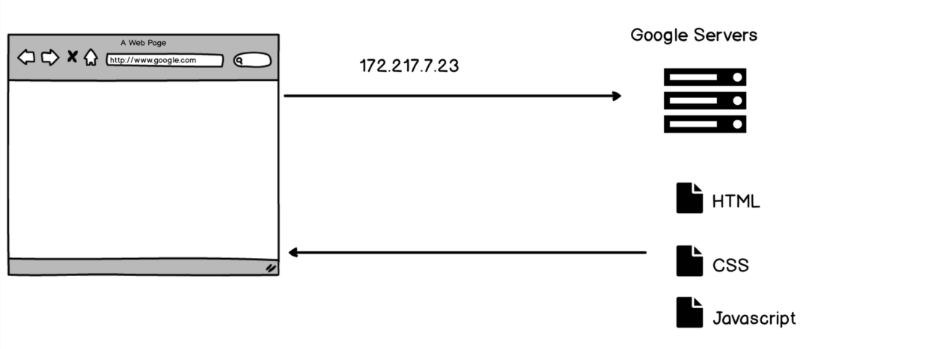 A Web Page
http://www.google.com
172.217.7.23
Google Servers
HTML
CSS
Javascript